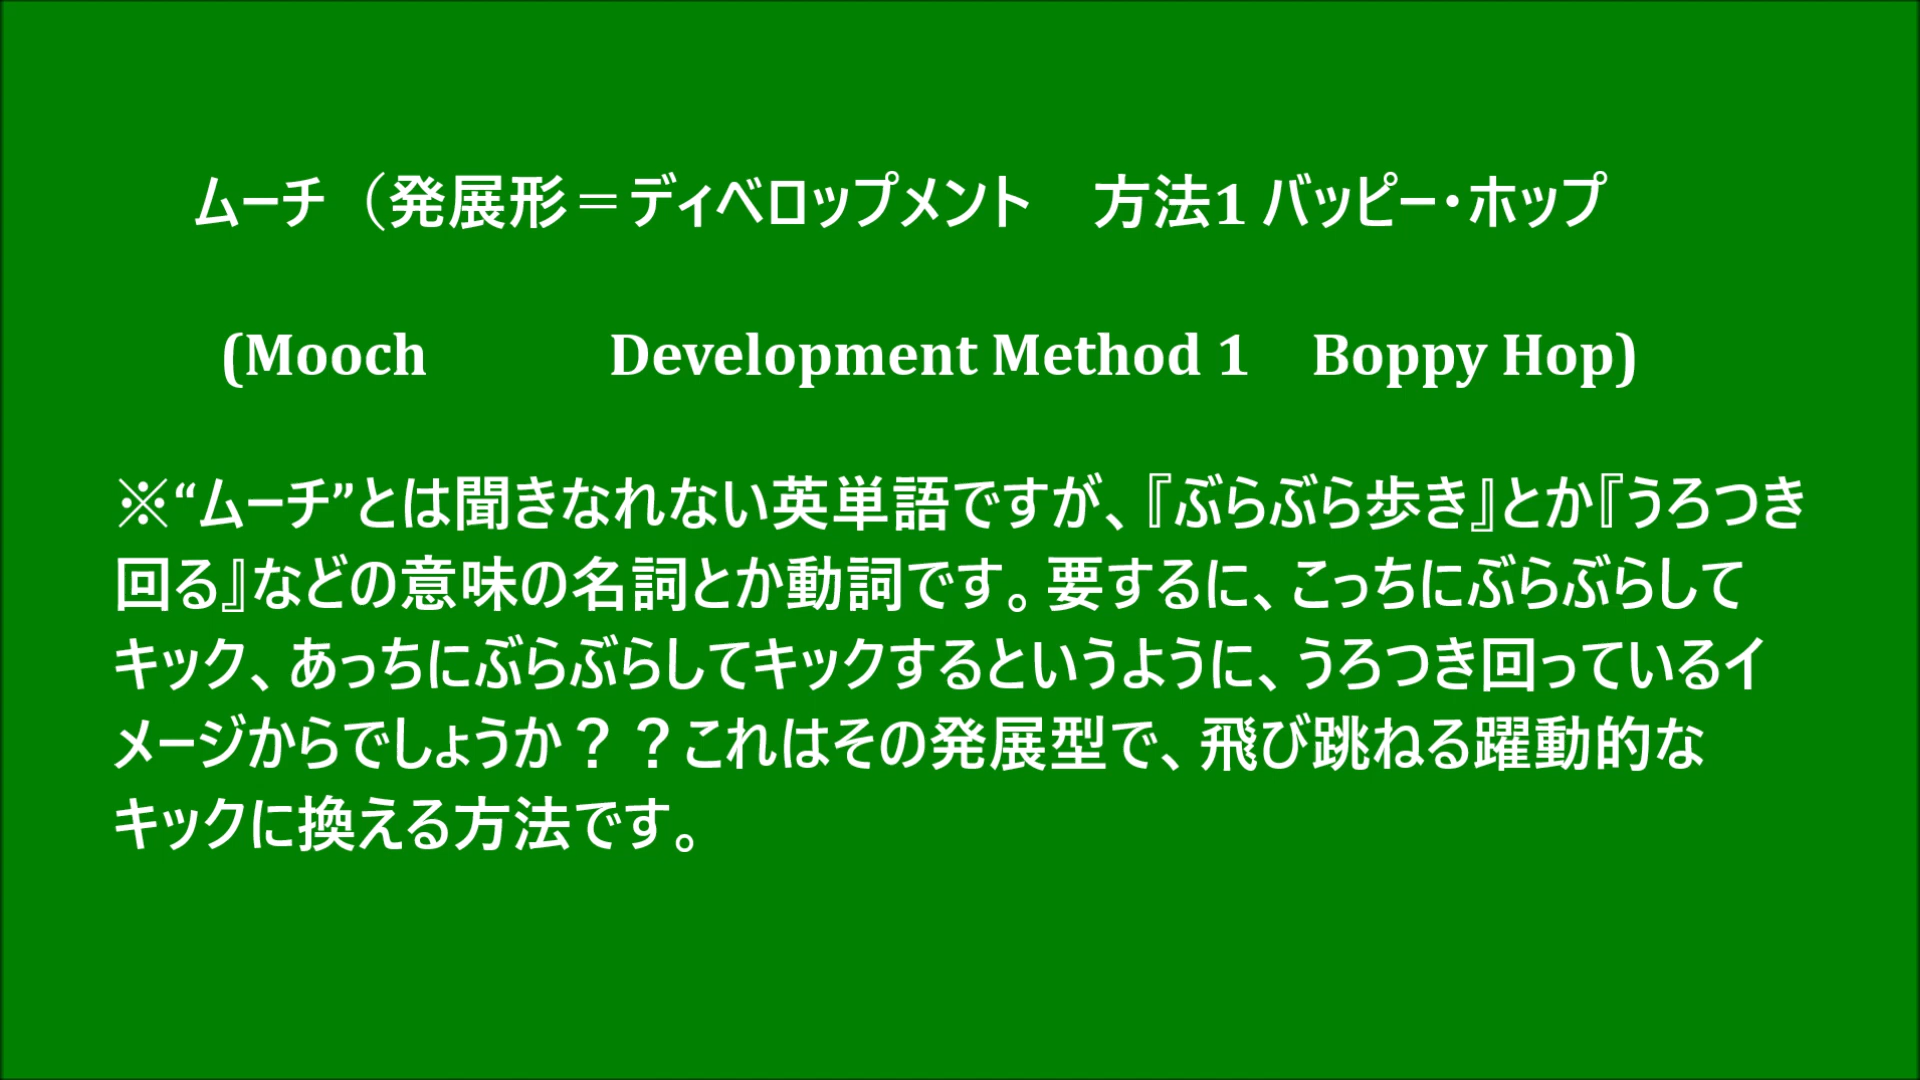 ムーチ（発展形＝ディベロップメント　方法1 バッピー・ホップ
(Mooch Development Method 1 Boppy Hop)
※“ムーチ”とは聞きなれない英単語ですが、『ぶらぶら歩き』とか『うろつき
回る』などの意味の名詞とか動詞です。要するに、こっちにぶらぶらして
キック、あっちにぶらぶらしてキックするというように、うろつき回っているイ
メージからでしょうか？？これはその発展型で、飛び跳ねる躍動的な
キックに換える方法です。